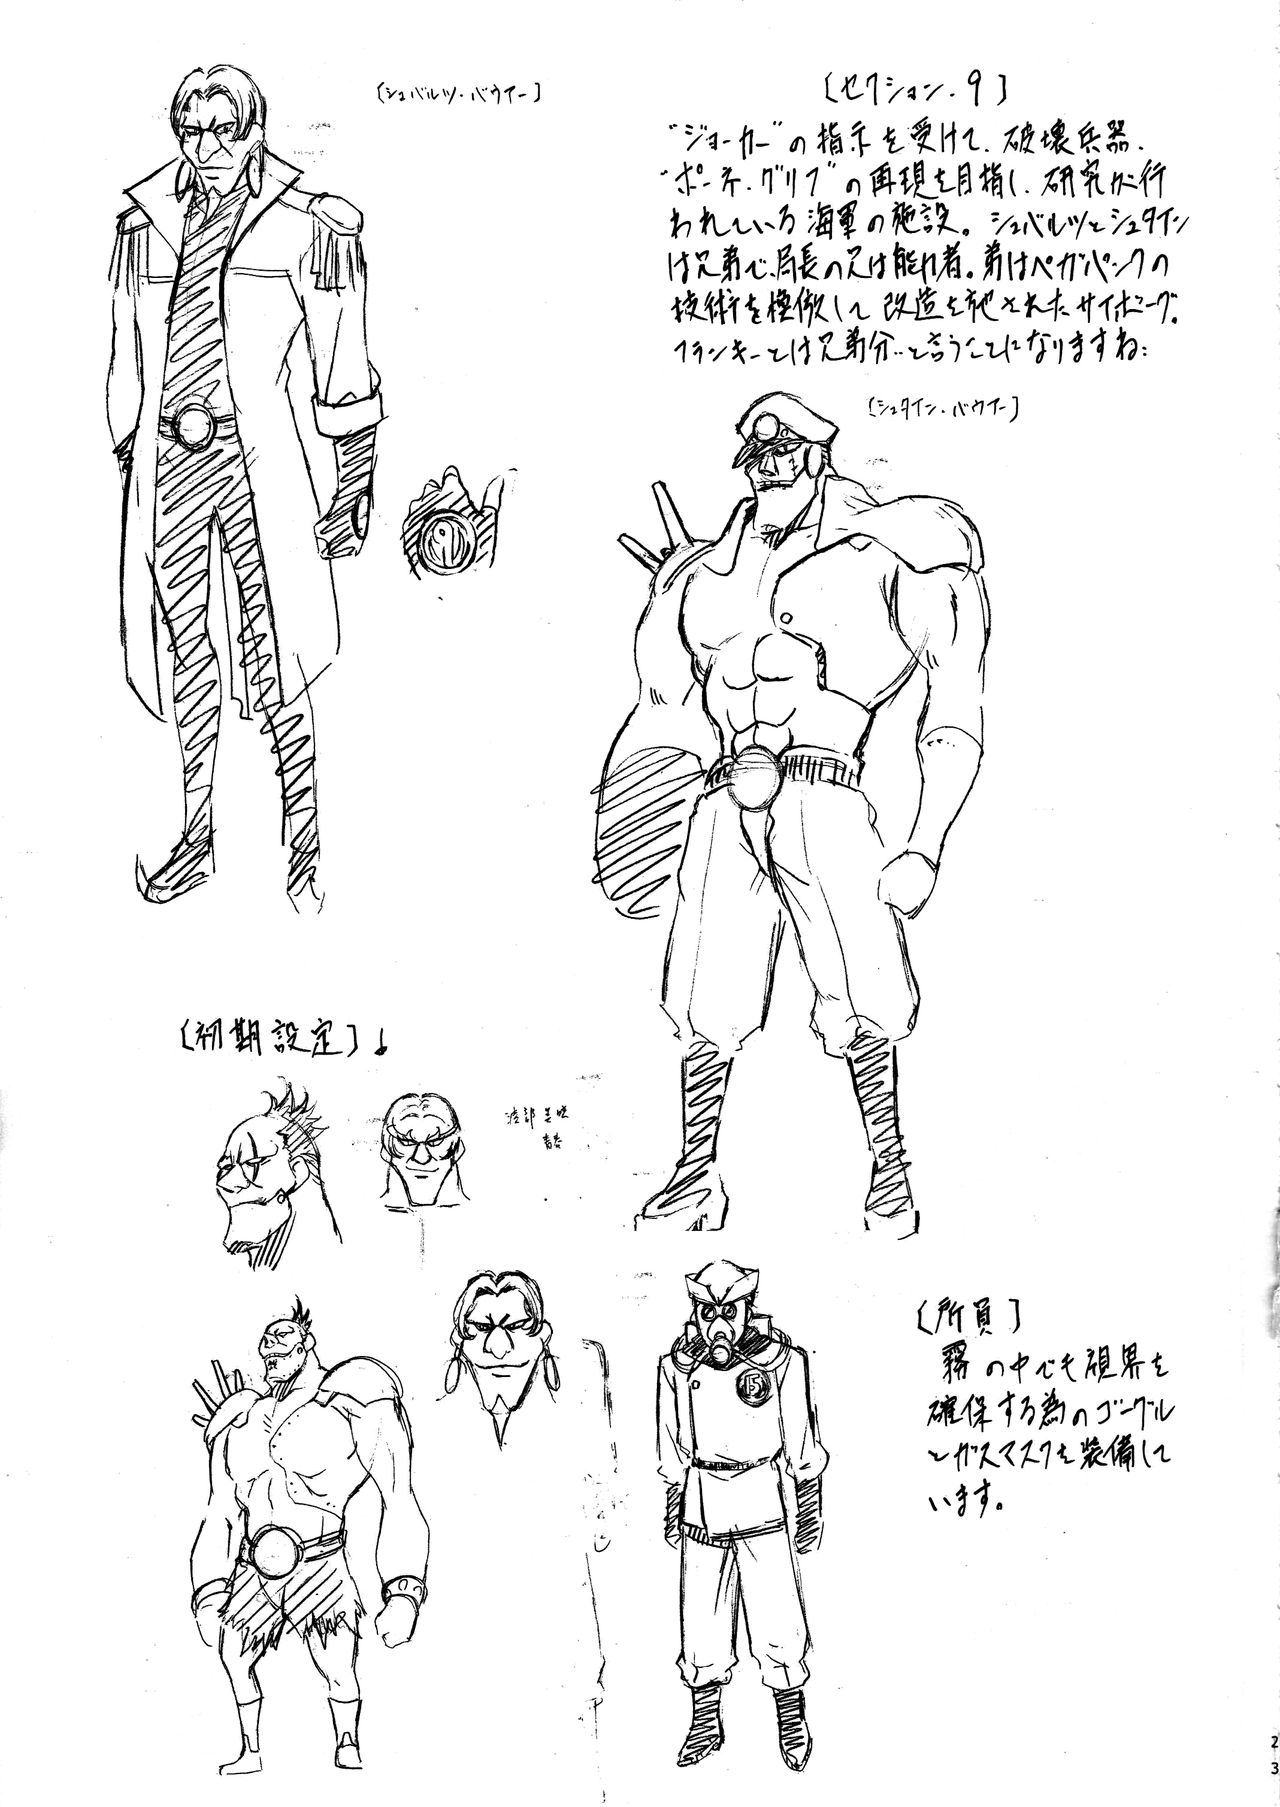 〔シュバルツ・バウアー〕
〔セクション・9〕
"ジョーカー"の指示を受けて、破壊兵器、
"ボーネ・グリフ"の再現を目指し、研究が行
われている海軍の施設。シュバルツとシュタイン
は兄弟で、局長の兄は能力者。弟はベガパンクの
技術を模倣して改造を施されたサイボーグ。
フランキーとは兄弟分…と言うことになりますね…
〔シュタイン・バウアー〕
〔初期設定〕↓
15
〔所員〕
霧の中でも視界を
確保する為のゴーグル
とガスマスクを装備して
います。
23